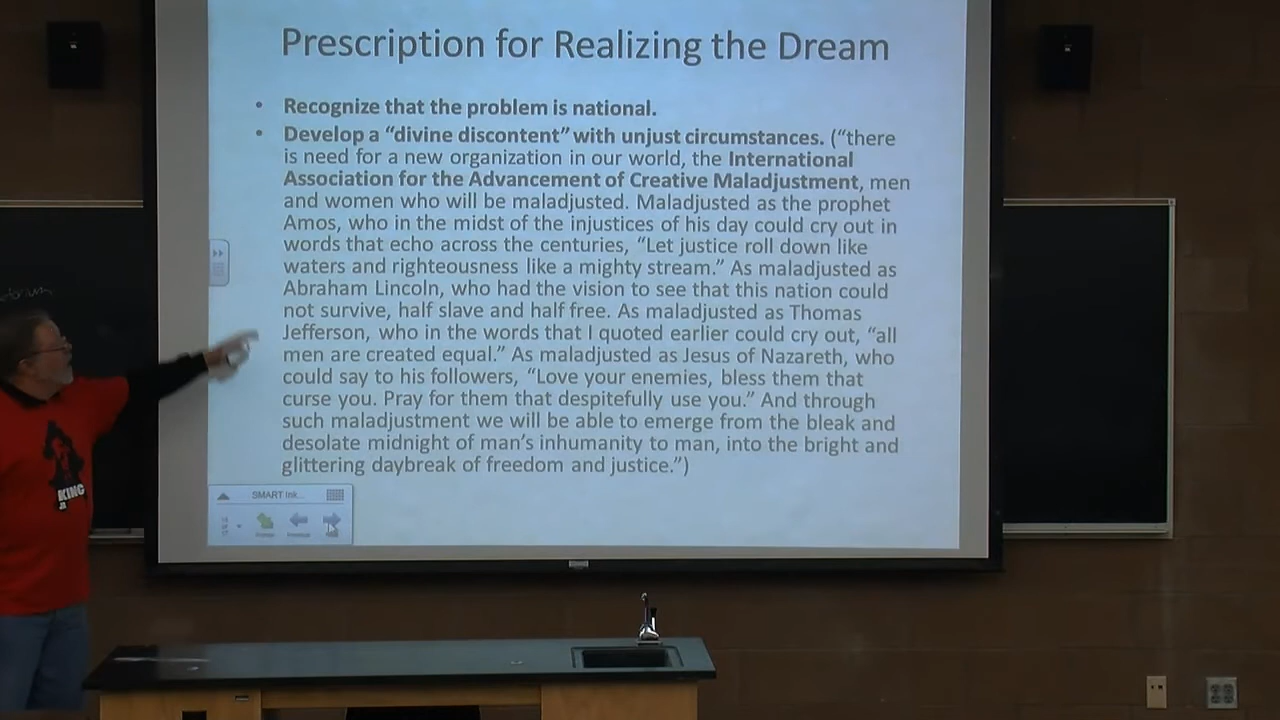 Prescription for Realizing the Dream
• Recognize that the problem is national.
• Develop a “divine discontent” with unjust circumstances. (“there
is need for a new organization in our world, the International
Association for the Advancement of Creative Maladjustment, men
and women who will be maladjusted. Maladjusted as the prophet
Amos, who in the midst of the injustices of his day could cry out in
words that echo across the centuries, “Let justice roll down like
waters and righteousness like a mighty stream.” As maladjusted as
Abraham Lincoln, who had the vision to see that this nation could
not survive, half slave and half free. As maladjusted as Thomas
Jefferson, who in the words that I quoted earlier could cry out, “all
men are created equal.” As maladjusted as Jesus of Nazareth, who
could say to his followers, “Love your enemies, bless them that
curse you. Pray for them that despitefully use you.” And through
such maladjustment we will be able to emerge from the bleak and
desolate midnight of man’s inhumanity to man, into the bright and
glittering daybreak of freedom and justice.”)
SMART Ink...
KING
JR